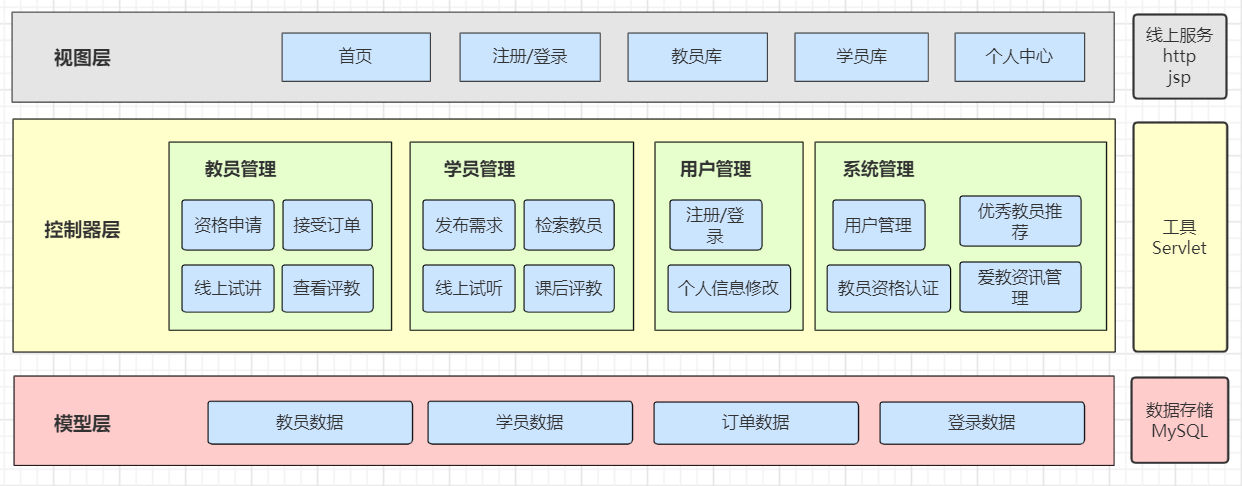 视图层
首页
注册/登录
教员库
学员库
个人中心
线上服务
http
jsp
控制器层
教员管理
资格申请
接受订单
线上试讲
查看评教
学员管理
发布需求
检索教员
线上试听
课后评教
用户管理
注册/登
录
个人信息修改
系统管理
用户管理
优秀教员推
荐
教员资格认证
爱教资讯管
理
工具
Servlet
模型层
教员数据
学员数据
订单数据
登录数据
数据存储
MySQL